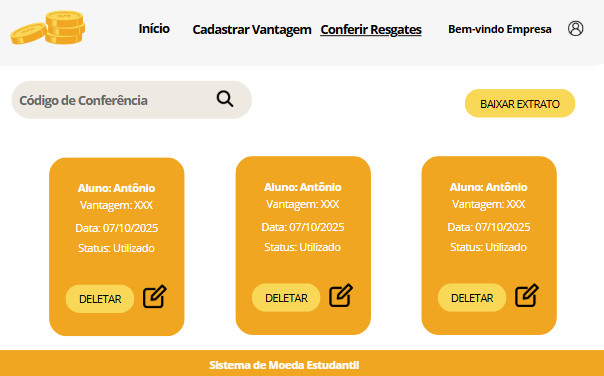 Início Cadastrar Vantagem Conferir Resgates Bem-vindo Empresa
Código de Conferência
BAIXAR EXTRATO
Aluno: Antônio
Vantagem: XXX
Data: 07/10/2025
Status: Utilizado
DELETAR
Aluno: Antônio
Vantagem: XXX
Data: 07/10/2025
Status: Utilizado
DELETAR
Aluno: Antônio
Vantagem: XXX
Data: 07/10/2025
Status: Utilizado
DELETAR
Sistema de Moeda Estudantil